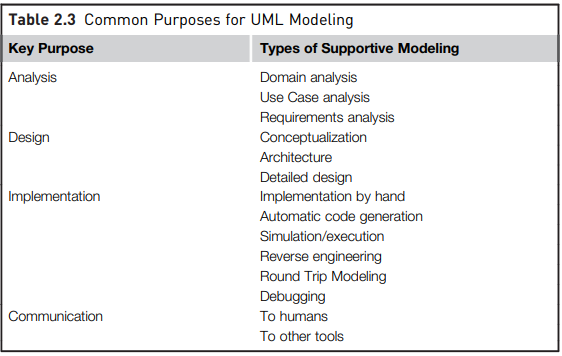 Table 2.3 Common Purposes for UML Modeling
Key Purpose Types of Supportive Modeling
Analysis Domain analysis
Use Case analysis
Requirements analysis
Design Conceptualization
Architecture
Detailed design
Implementation Implementation by hand
Automatic code generation
Simulation/execution
Reverse engineering
Round Trip Modeling
Debugging
Communication To humans
To other tools